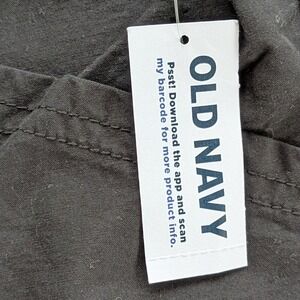 OLD NAVY
Psst! Download the app and scan
my barcode for more product info.